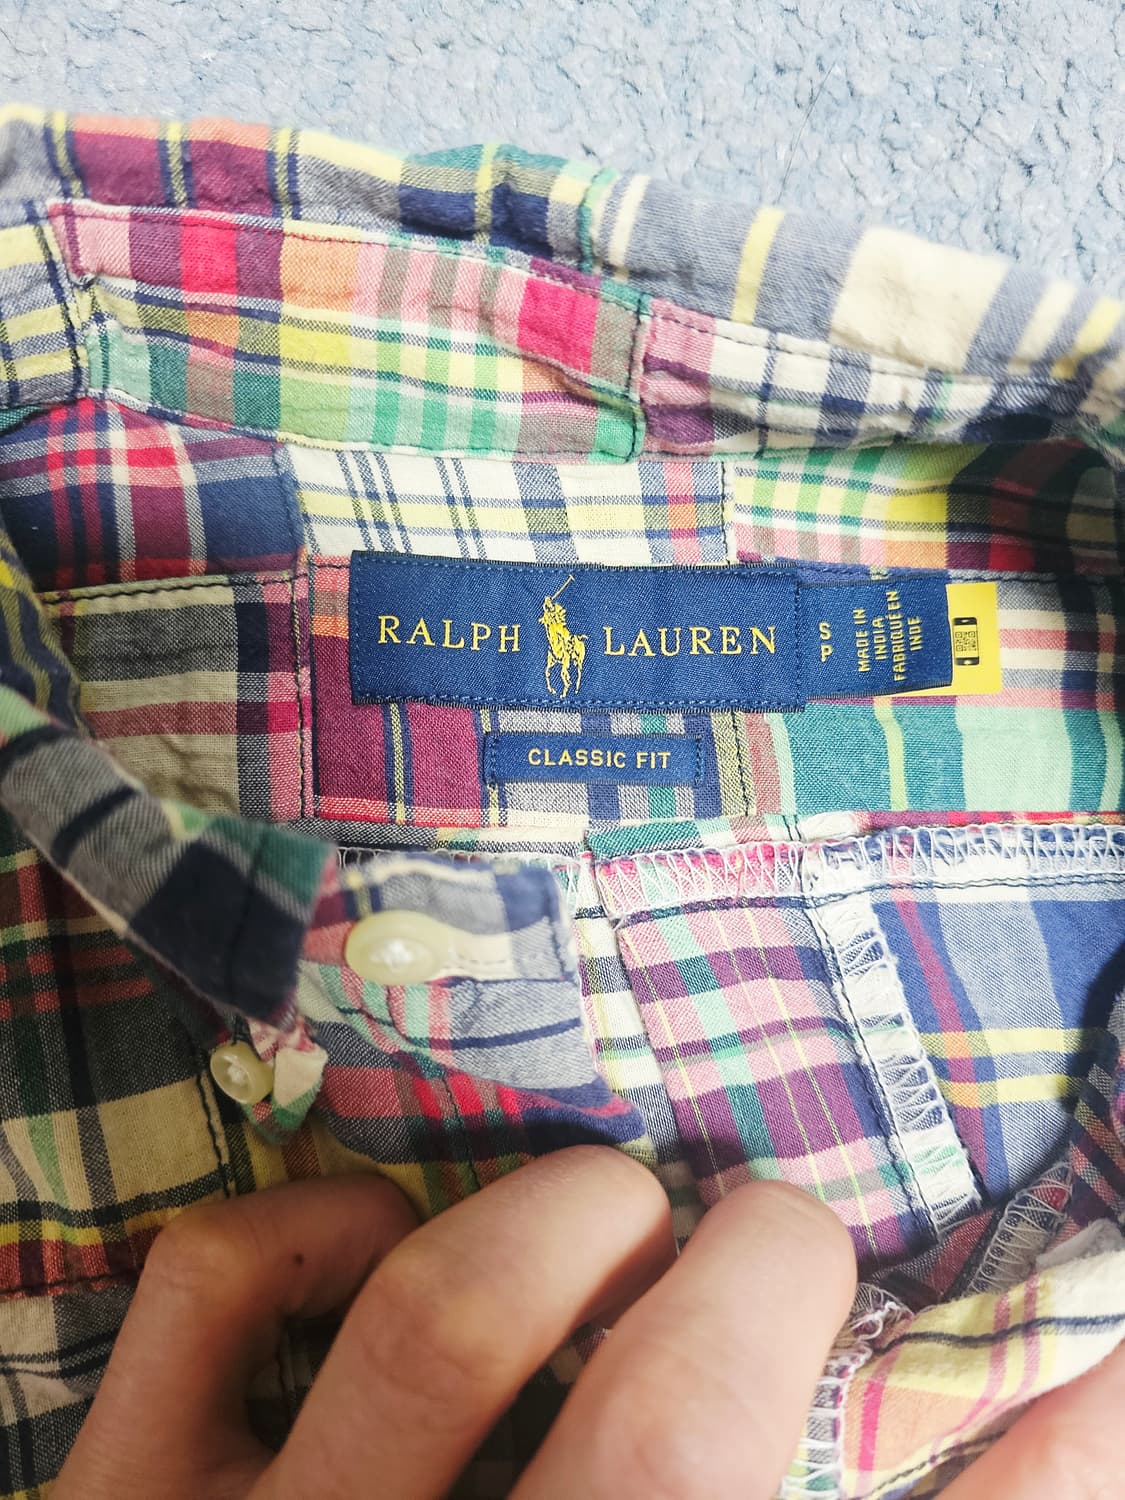 RALPH LAUREN
S
P
MADE IN
INDIA
FABRIQUÉ EN
INDE
CLASSIC FIT